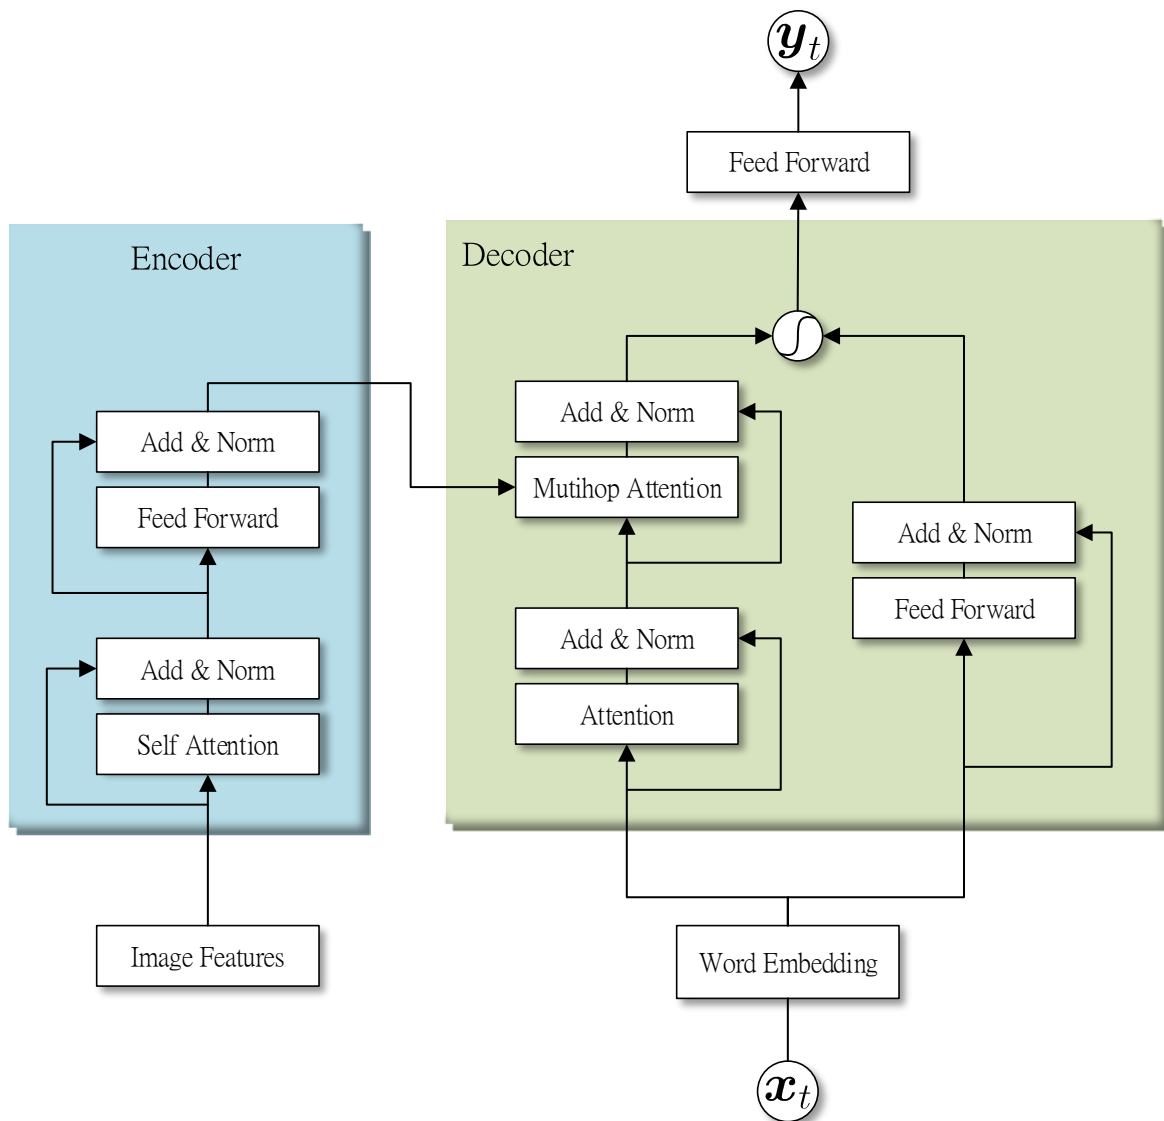 y_t
Feed Forward
Encoder
Decoder
Add & Norm
Feed Forward
Add & Norm
Self Attention
Image Features
Add & Norm
Mutihop Attention
Add & Norm
Attention
Add & Norm
Feed Forward
Word Embedding
x_t